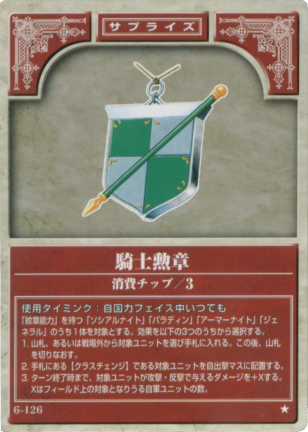 サプライズ
騎士勲章
消費チップ/3
使用タイミング：自国力フェイス中いつでも
「紋章能力」を持つ「ソシアルナイト」「パラディン」「アーマーナイト」「ジェ
ネラル」のうち1体を対象とする。効果を以下の3つのうちから選択する。
1. 山札、あるいは戦場外から対象である対象ユニットを選び手札に入れる。この後、山札
を切りなおす。
2. 手札にある【クラスチェンジ】できる対象ユニットを自出撃マスに配置する。
3. ターン終了時まで、対象ユニットが攻撃・反撃で与えるダメージを+Xする。
Xはフィールド上の対象となりうる自軍ユニットの数。
6-126
★